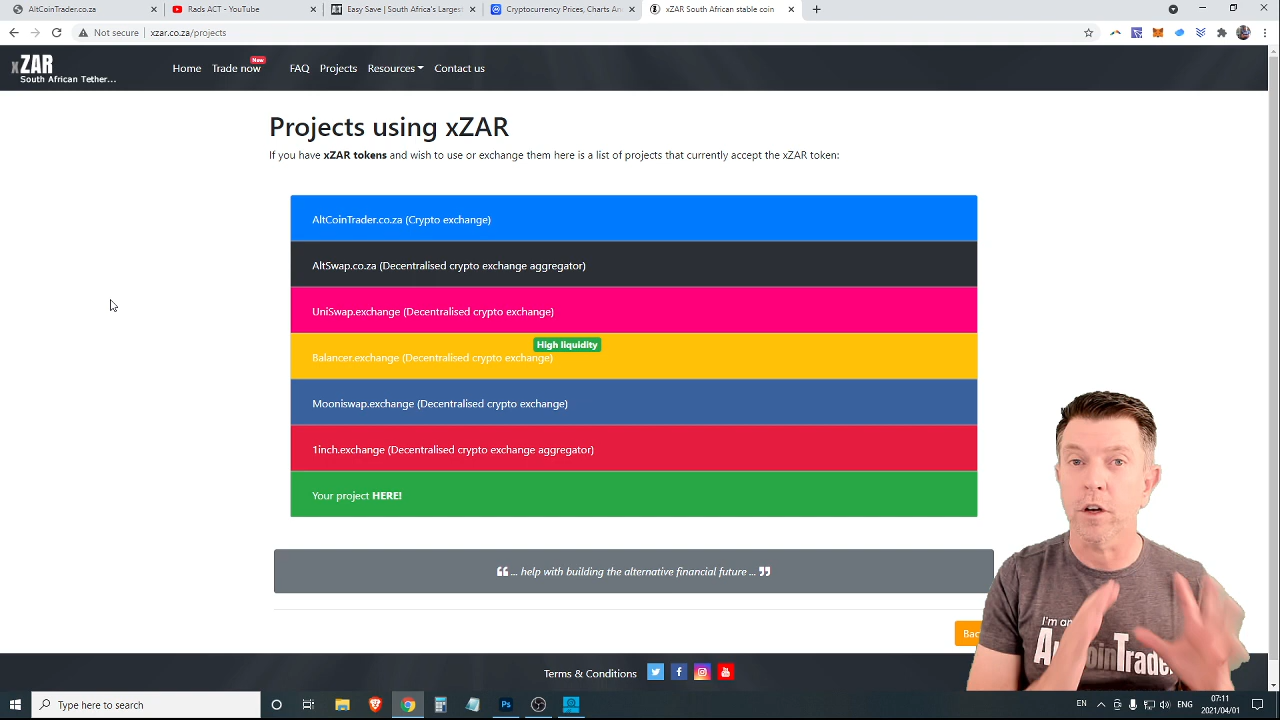 AltCoinTrader.co.za
Rads ACT - YouTube
Easy Save | South Africa's Largest
Cryptocurrency Prices, Charts An
xZAR South African stable coin
Not secure
xzar.co.za/projects
xZAR
South African Tether...
Home
Trade now
New
FAQ
Projects
Resources
Contact us
Projects using xZAR
If you have xZAR tokens and wish to use or exchange them here is a list of projects that currently accept the xZAR token:
AltCoinTrader.co.za (Crypto exchange)
AltSwap.co.za (Decentralised crypto exchange aggregator)
UniSwap.exchange (Decentralised crypto exchange)
High liquidity
Balancer.exchange (Decentralised crypto exchange)
Mooniswap.exchange (Decentralised crypto exchange)
1inch.exchange (Decentralised crypto exchange aggregator)
Your project HERE!
... help with building the alternative financial future ...
Bac
I'm an
Terms & Conditions
Type here to search
EN
ENG
07:11
2021/04/01